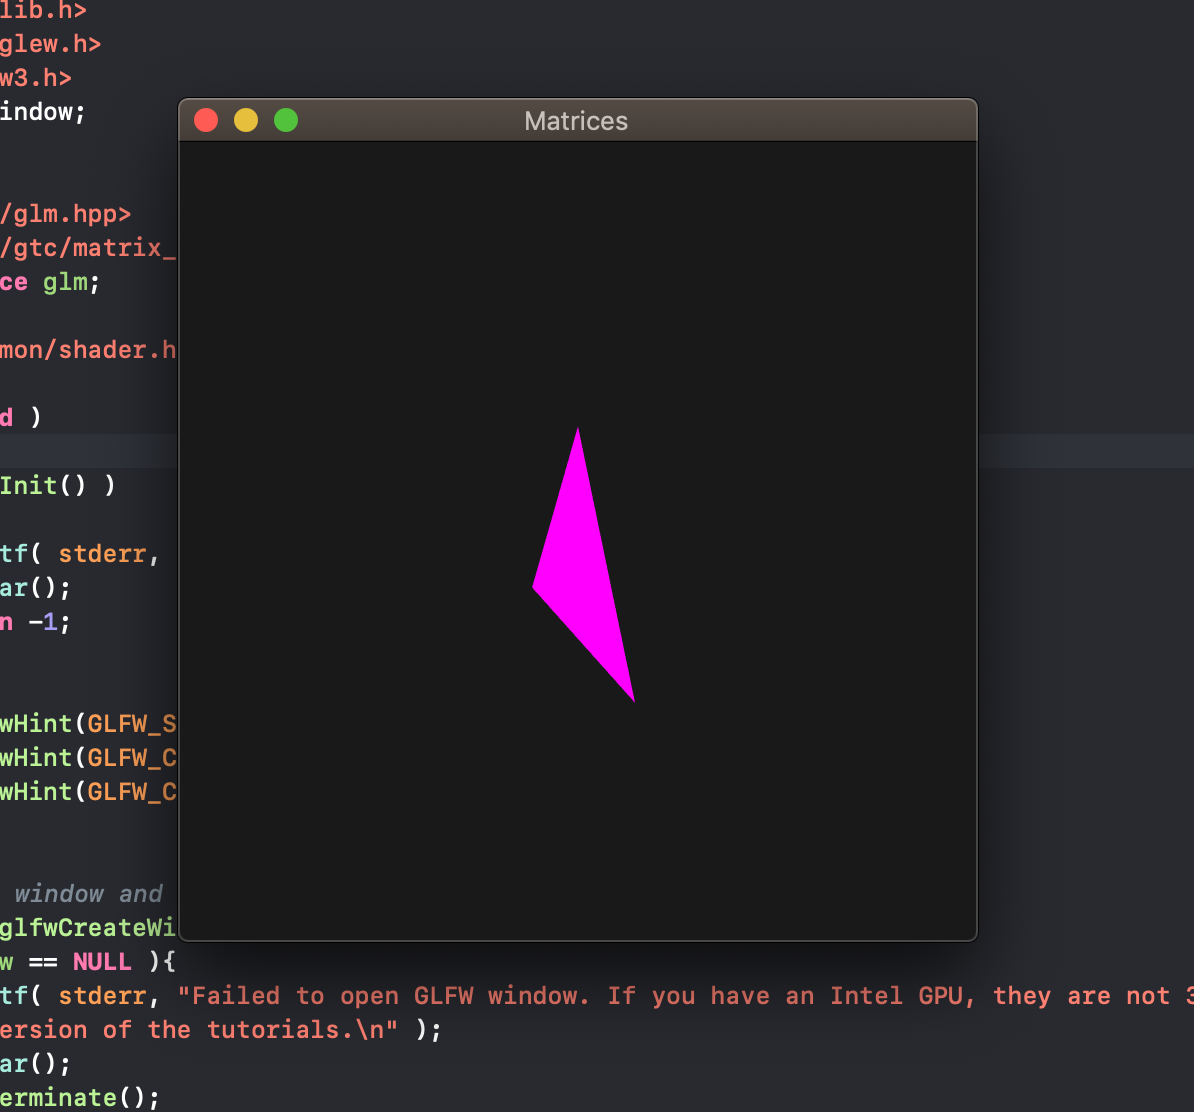 lib.h>
glew.h>
w3.h>
indow;
Matrices
/glm.hpp>
/gtc/matrix_
ce glm;
mon/shader.h
d )
Init() )
tf( stderr,
ar();
n -1;
wHint(GLFW_S
wHint(GLFW_C
wHint(GLFW_C
window and
glfwCreateWi
w == NULL ){
tf( stderr, "Failed to open GLFW window. If you have an Intel GPU, they are not 3
ersion of the tutorials.\n" );
ar();
erminate();